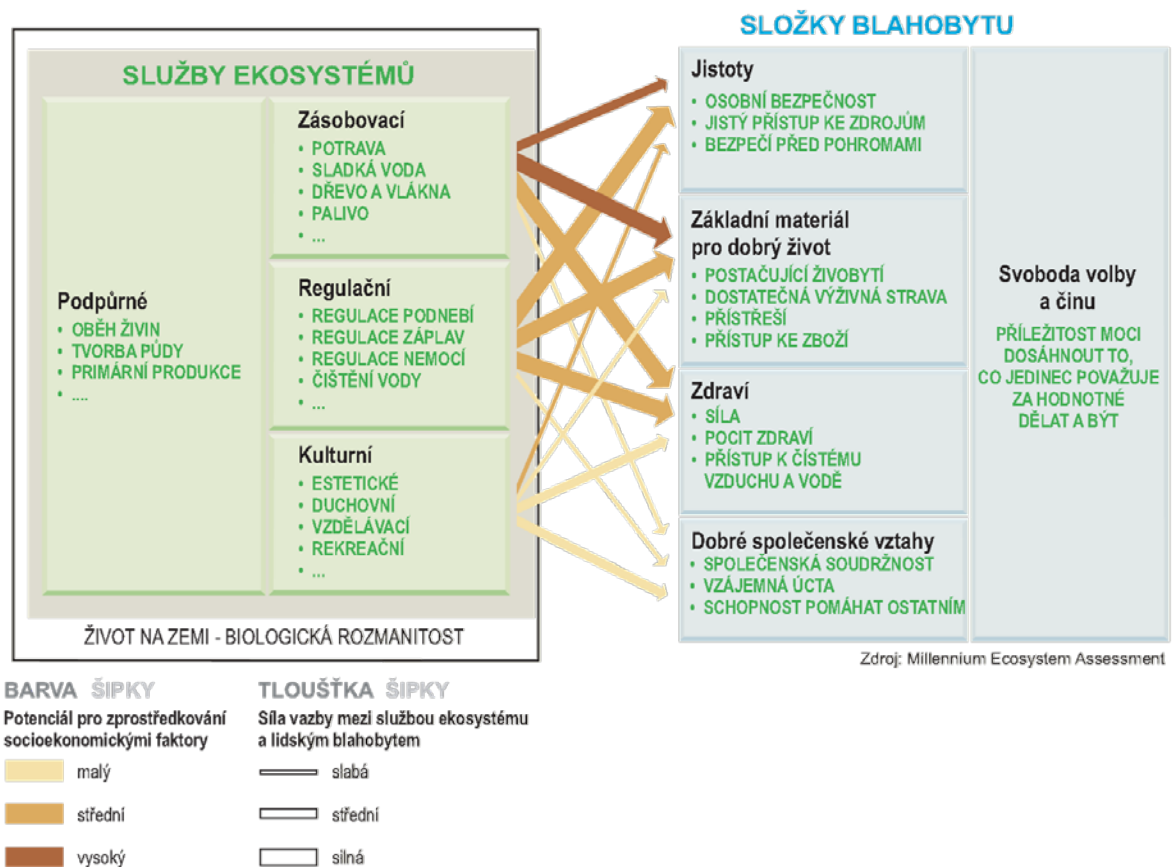 SLOŽKY BLAHOBYTU
SLUŽBY EKOSYSTÉMŮ
Podpůrné
• OBĚH ŽIVIN
• TVORBA PŮDY
• PRIMÁRNÍ PRODUKCE
• ....
Zásobovací
• POTRAVA
• SLADKÁ VODA
• DŘEVO A VLÁKNA
• PALIVO
• ...
Regulační
• REGULACE PODNEBÍ
• REGULACE ZÁPLAV
• REGULACE NEMOCÍ
• ČIŠTĚNÍ VODY
• ...
Kulturní
• ESTETICKÉ
• DUCHOVNÍ
• VZDĚLÁVACÍ
• REKREAČNÍ
• ...
ŽIVOT NA ZEMI - BIOLOGICKÁ ROZMANITOST
Jistoty
• OSOBNÍ BEZPEČNOST
• JISTÝ PŘÍSTUP KE ZDROJŮM
• BEZPEČÍ PŘED POHROMAMI
Základní materiál
pro dobrý život
• POSTAČUJÍCÍ ŽIVOBYTÍ
• DOSTATEČNÁ VÝŽIVNÁ STRAVA
• PŘÍSTŘEŠÍ
• PŘÍSTUP KE ZBOŽÍ
Zdraví
• SÍLA
• POCIT ZDRAVÍ
• PŘÍSTUP K ČÍSTÉMU
VZDUCHU A VODĚ
Dobré společenské vztahy
• SPOLEČENSKÁ SOUDRŽNOST
• VZÁJEMNÁ ÚCTA
• SCHOPNOST POMÁHAT OSTATNÍM
Svoboda volby
a činu
PŘÍLEŽITOST MOCI
DOSÁHNOUT TO,
CO JEDINEC POVAŽUJE
ZA HODNOTNÉ
DĚLAT A BÝT
Zdroj: Millennium Ecosystem Assessment
BARVA ŠIPKY
Potenciál pro zprostředkování
socioekonomickými faktory
malý
střední
vysoký
TLOUŠŤKA ŠIPKY
Síla vazby mezi službou ekosystému
a lidským blahobytem
slabá
střední
silná